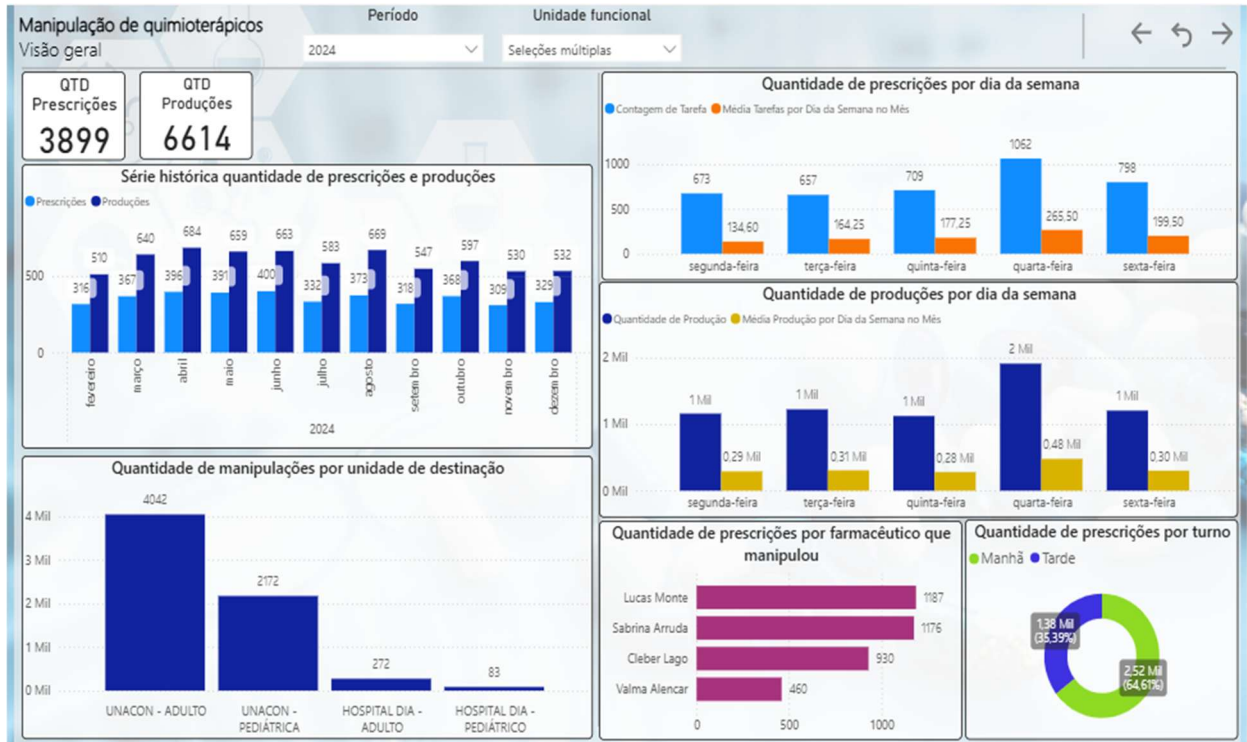 Manipulação de quimioterápicos
Visão geral
Período
2024
Unidade funcional
Seleções múltiplas
QTD
Prescrições
3899
QTD
Produções
6614
Série histórica quantidade de prescrições e produções
Prescrições Produções
500
0
316 510
367 640
396 684
391 659
400 663
332 583
373 669
318 547
368 597
309 530
329 532
fevereiro março abril maio junho julho agosto setembro outubro novembro dezembro
2024
Quantidade de manipulações por unidade de destinação
4 Mil
3 Mil
2 Mil
1 Mil
0 Mil
4042
2172
272
83
UNACON - ADULTO
UNACON -
PEDIÁTRICA
HOSPITAL DIA -
ADULTO
HOSPITAL DIA -
PEDIÁTRICO
Quantidade de prescrições por dia da semana
Contagem de Tarefa Média Tarefas por Dia da Semana no Mês
1000
500
0
673 134,60
657 164,25
709 177,25
1062 265,50
798 199,50
segunda-feira terça-feira quinta-feira quarta-feira sexta-feira
Quantidade de produções por dia da semana
Quantidade de Produção Média Produção por Dia da Semana no Mês
2 Mil
1 Mil
0 Mil
1 Mil 0,29 Mil
1 Mil 0,31 Mil
1 Mil 0,28 Mil
2 Mil 0,48 Mil
1 Mil 0,30 Mil
segunda-feira terça-feira quinta-feira quarta-feira sexta-feira
Quantidade de prescrições por farmacêutico que
manipulou
Lucas Monte 1187
Sabrina Arruda 1176
Cleber Lago 930
Valma Alencar 460
0 500 1000
Quantidade de prescrições por turno
Manhã Tarde
1,38 Mil
(35,39%)
2,52 Mil
(64,61%)